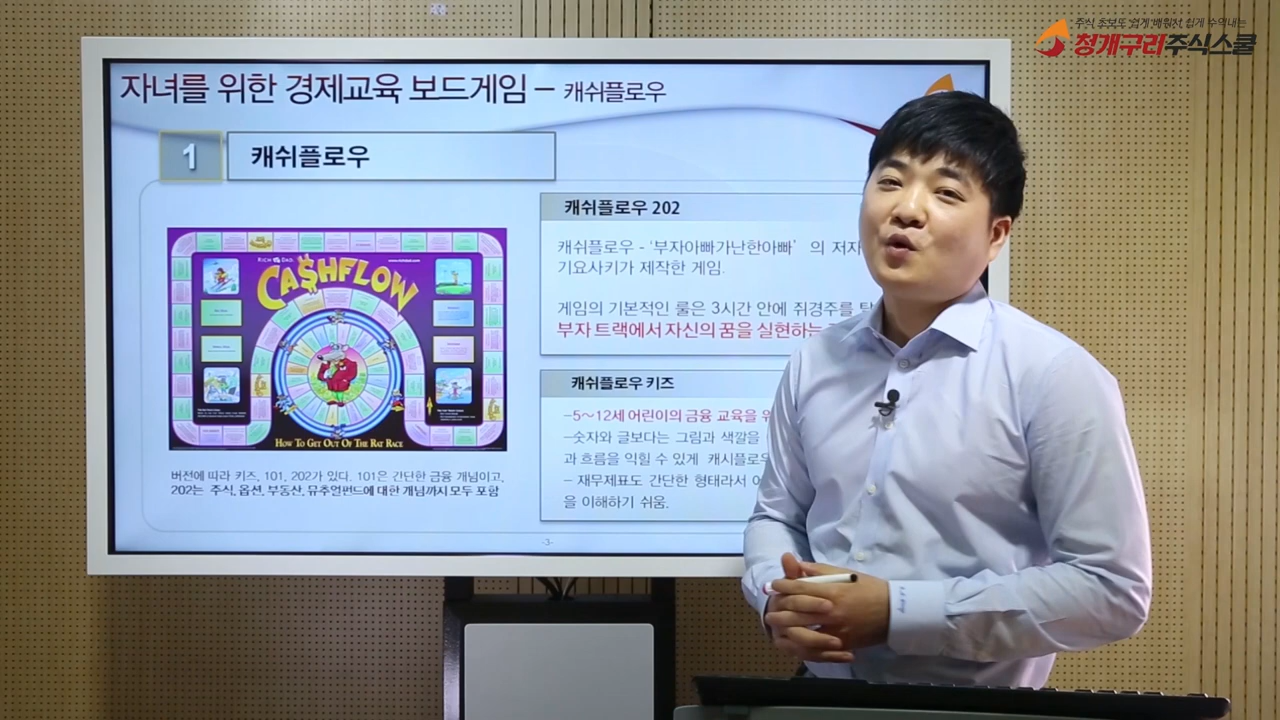 주식 초보도 쉽게 배워서 쉽게 수익내는
청개구리주식스쿨
자녀를 위한 경제교육 보드게임 – 캐쉬플로우
1 캐쉬플로우
RICH DAD.
www.richdad.com
CA$HFLOW
HOW TO GET OUT OF THE RAT RACE
버전에 따라 키즈, 101, 202가 있다. 101은 간단한 금융 개념이고,
202는 주식, 옵션, 부동산, 뮤추얼펀드에 대한 개념까지 모두 포함
캐쉬플로우 202
캐쉬플로우 - '부자아빠가난한아빠' 의 저자
기요사키가 제작한 게임.
게임의 기본적인 룰은 3시간 안에 쥐경주를
부자 트랙에서 자신의 꿈을 실현하는
캐쉬플로우 키즈
–5~12세 어린이의 금융 교육을
–숫자와 글보다는 그림과 색깔을
과 흐름을 익힐 수 있게 캐시플로우
– 재무제표도 간단한 형태라서
을 이해하기 쉬움.
-3-